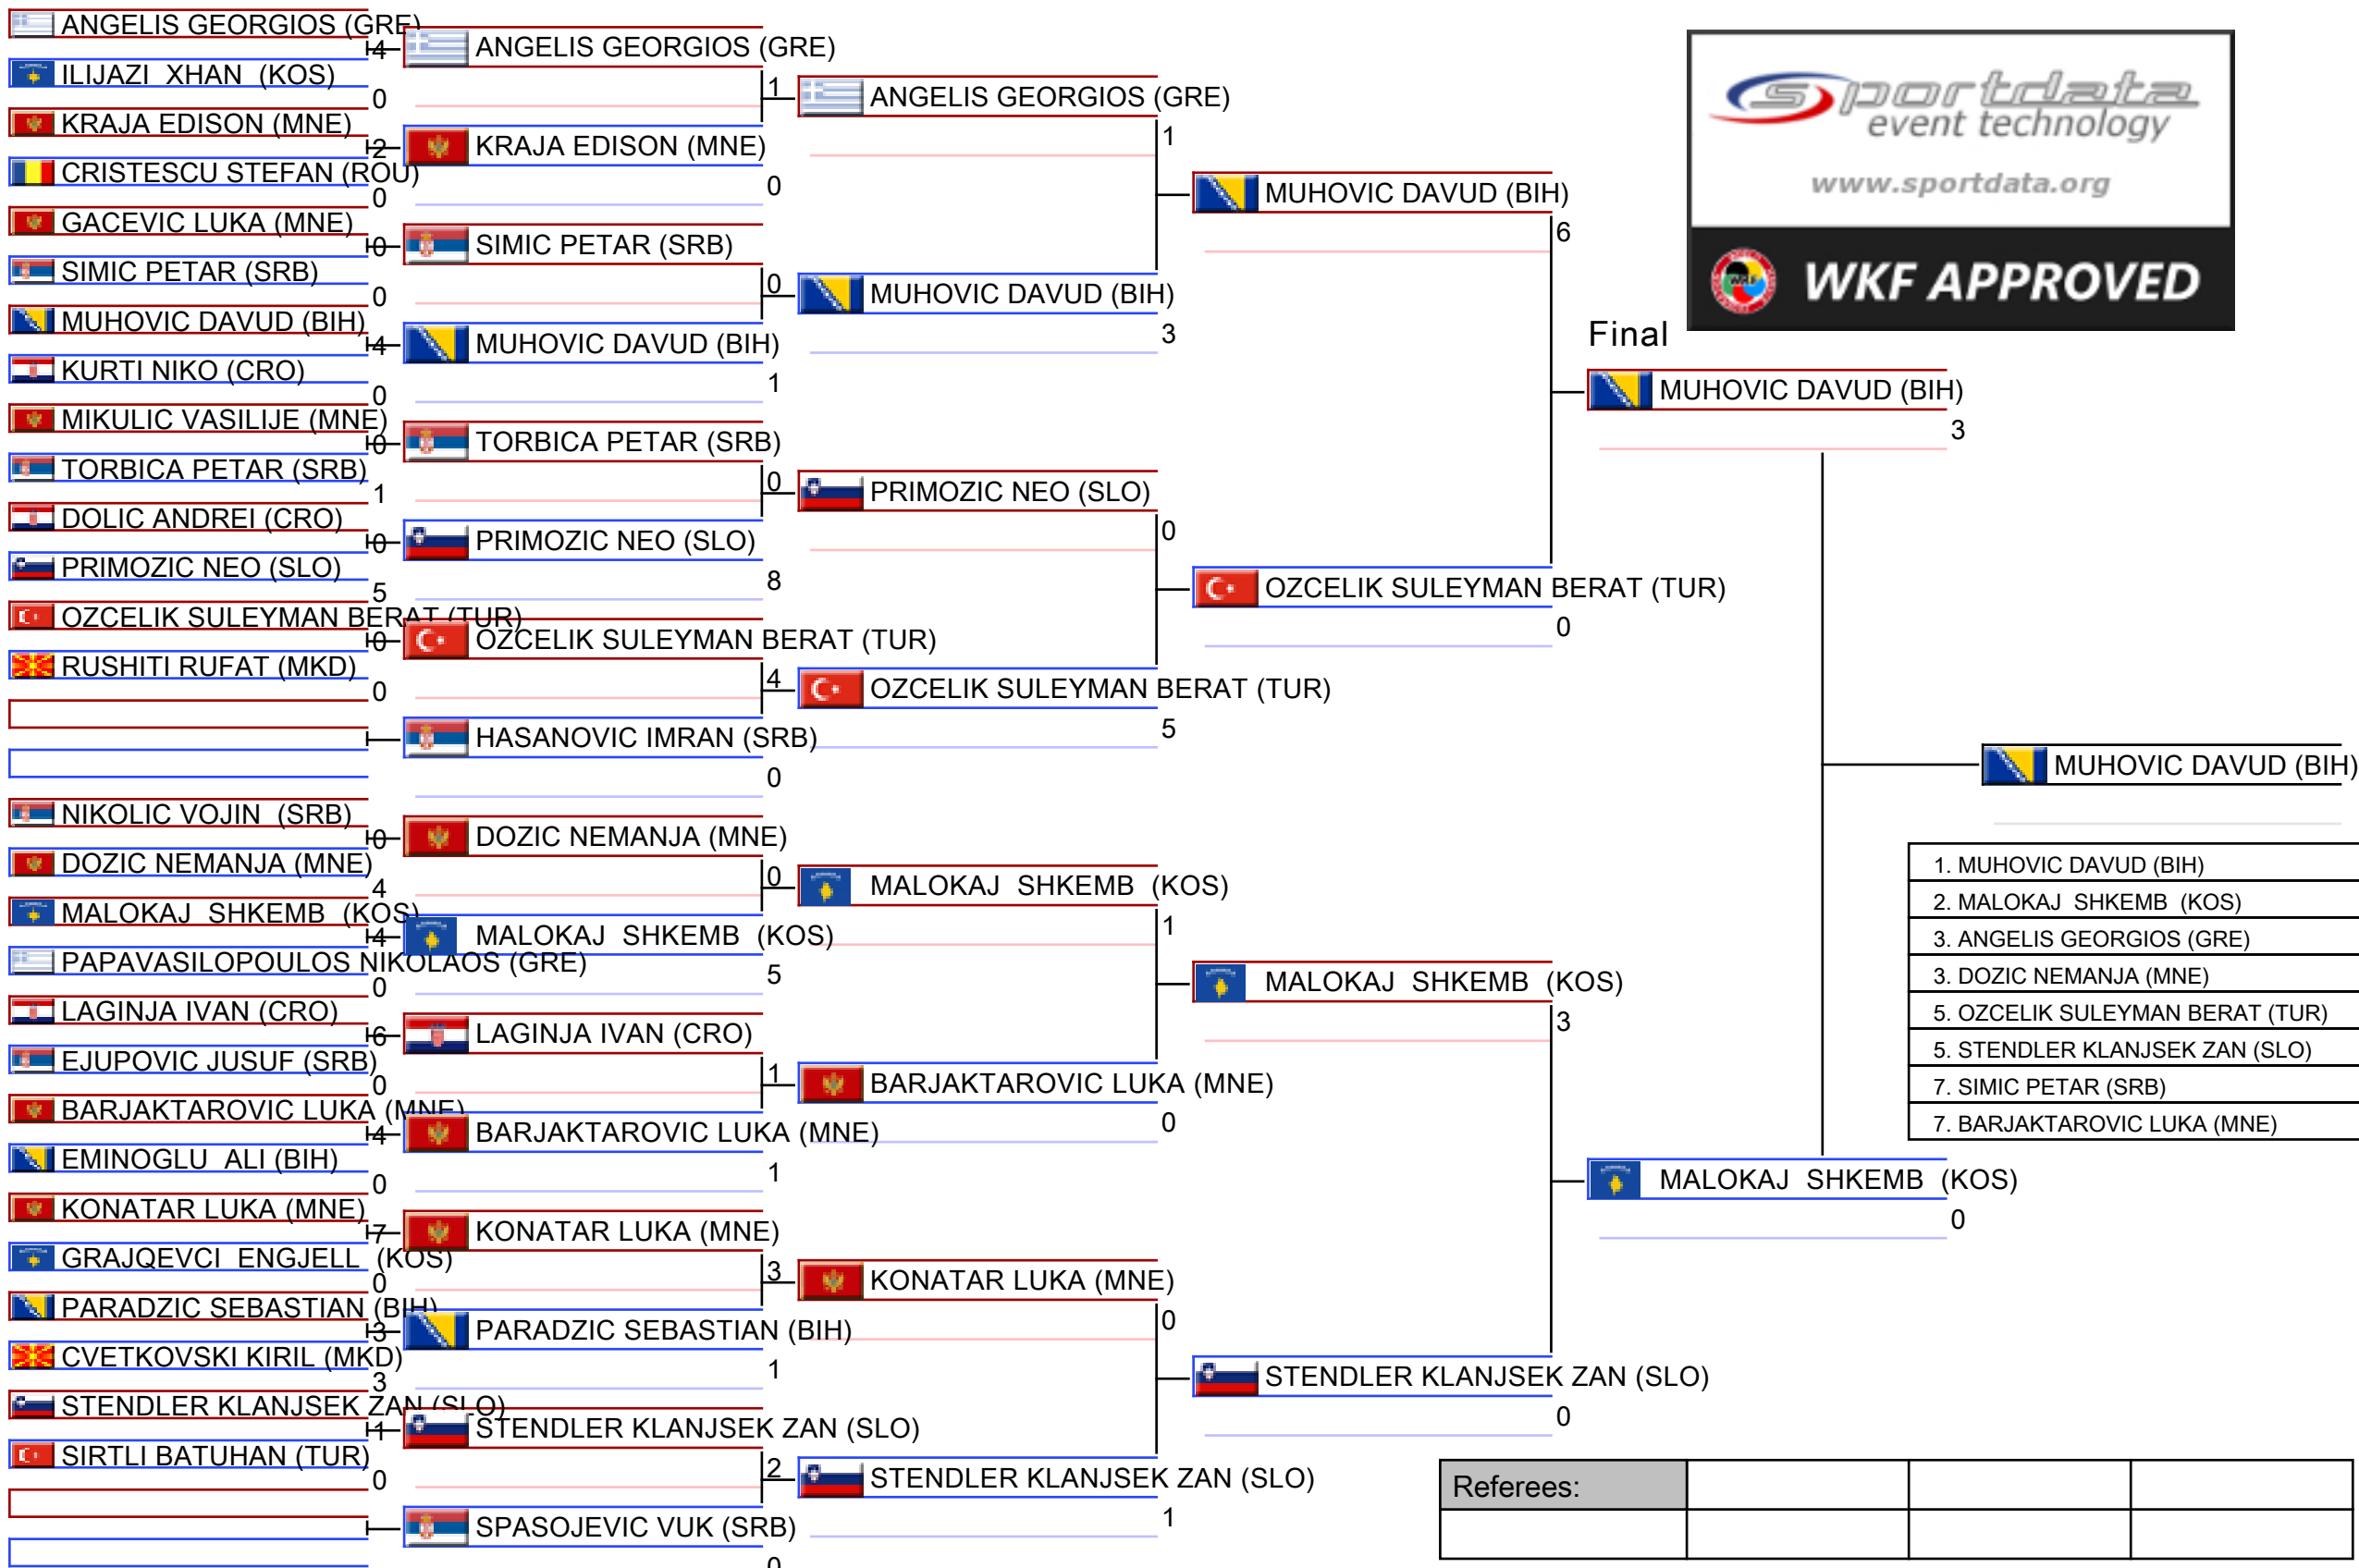 ANGELIS GEORGIOS (GRE)
4
ILIJAZI  XHAN  (KOS)
0
KRAJA EDISON (MNE)
2
CRISTESCU STEFAN (ROU)
0
GACEVIC LUKA (MNE)
0
SIMIC PETAR (SRB)
0
MUHOVIC DAVUD (BIH)
4
KURTI NIKO (CRO)
0
MIKULIC VASILIJE (MNE)
0
TORBICA PETAR (SRB)
1
DOLIC ANDREI (CRO)
0
PRIMOZIC NEO (SLO)
5
OZCELIK SULEYMAN BERAT (TUR)
0
RUSHITI RUFAT (MKD)
0
NIKOLIC VOJIN  (SRB)
0
DOZIC NEMANJA (MNE)
4
MALOKAJ  SHKEMB  (KOS)
4
PAPAVASILOPOULOS NIKOLAOS (GRE)
0
LAGINJA IVAN (CRO)
6
EJUPOVIC JUSUF (SRB)
0
BARJAKTAROVIC LUKA (MNE)
4
EMINOGLU  ALI (BIH)
0
KONATAR LUKA (MNE)
7
GRAJQEVCI  ENGJELL  (KOS)
0
PARADZIC SEBASTIAN (BIH)
3
CVETKOVSKI KIRIL (MKD)
3
STENDLER KLANJSEK ZAN (SLO)
1
SIRTLI BATUHAN (TUR)
0
ANGELIS GEORGIOS (GRE)
1
KRAJA EDISON (MNE)
0
SIMIC PETAR (SRB)
0
MUHOVIC DAVUD (BIH)
1
TORBICA PETAR (SRB)
0
PRIMOZIC NEO (SLO)
8
OZCELIK SULEYMAN BERAT (TUR)
4
HASANOVIC IMRAN (SRB)
0
DOZIC NEMANJA (MNE)
0
MALOKAJ  SHKEMB  (KOS)
5
LAGINJA IVAN (CRO)
1
BARJAKTAROVIC LUKA (MNE)
1
KONATAR LUKA (MNE)
3
PARADZIC SEBASTIAN (BIH)
1
STENDLER KLANJSEK ZAN (SLO)
2
SPASOJEVIC VUK (SRB)
0
ANGELIS GEORGIOS (GRE)
1
MUHOVIC DAVUD (BIH)
3
PRIMOZIC NEO (SLO)
0
OZCELIK SULEYMAN BERAT (TUR)
5
MALOKAJ  SHKEMB  (KOS)
1
BARJAKTAROVIC LUKA (MNE)
0
KONATAR LUKA (MNE)
0
STENDLER KLANJSEK ZAN (SLO)
1
MUHOVIC DAVUD (BIH)
6
OZCELIK SULEYMAN BERAT (TUR)
0
MALOKAJ  SHKEMB  (KOS)
3
STENDLER KLANJSEK ZAN (SLO)
0
Final
MUHOVIC DAVUD (BIH)
3
MALOKAJ  SHKEMB  (KOS)
0
MUHOVIC DAVUD (BIH)
sportdata
event technology
www.sportdata.org
WKF APPROVED
1. MUHOVIC DAVUD (BIH)
2. MALOKAJ  SHKEMB  (KOS)
3. ANGELIS GEORGIOS (GRE)
3. DOZIC NEMANJA (MNE)
5. OZCELIK SULEYMAN BERAT (TUR)
5. STENDLER KLANJSEK ZAN (SLO)
7. SIMIC PETAR (SRB)
7. BARJAKTAROVIC LUKA (MNE)
Referees: